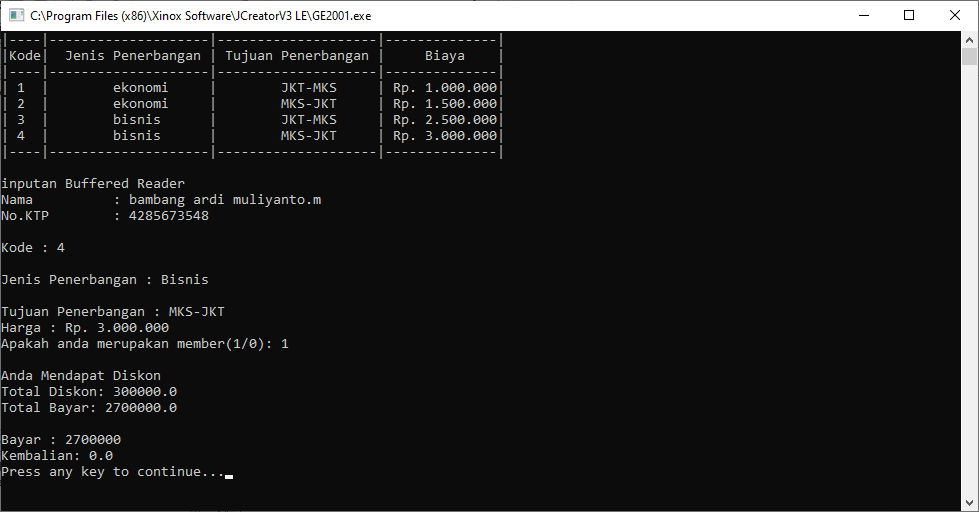 C:\Program Files (x86)\Xinox Software\JCreatorV3 LE\GE2001.exe
|----|--------------------|--------------------|--------------|
|Kode|  Jenis Penerbangan | Tujuan Penerbangan |     Biaya    |
|----|--------------------|--------------------|--------------|
| 1  |        ekonomi     |        JKT-MKS     | Rp. 1.000.000|
| 2  |        ekonomi     |        MKS-JKT     | Rp. 1.500.000|
| 3  |        bisnis      |        JKT-MKS     | Rp. 2.500.000|
| 4  |        bisnis      |        MKS-JKT     | Rp. 3.000.000|
|----|--------------------|--------------------|--------------|
inputan Buffered Reader
Nama          : bambang ardi muliyanto.m
No.KTP        : 4285673548
Kode : 4
Jenis Penerbangan : Bisnis
Tujuan Penerbangan : MKS-JKT
Harga : Rp. 3.000.000
Apakah anda merupakan member(1/0): 1
Anda Mendapat Diskon
Total Diskon: 300000.0
Total Bayar: 2700000.0
Bayar : 2700000
Kembalian: 0.0
Press any key to continue..._